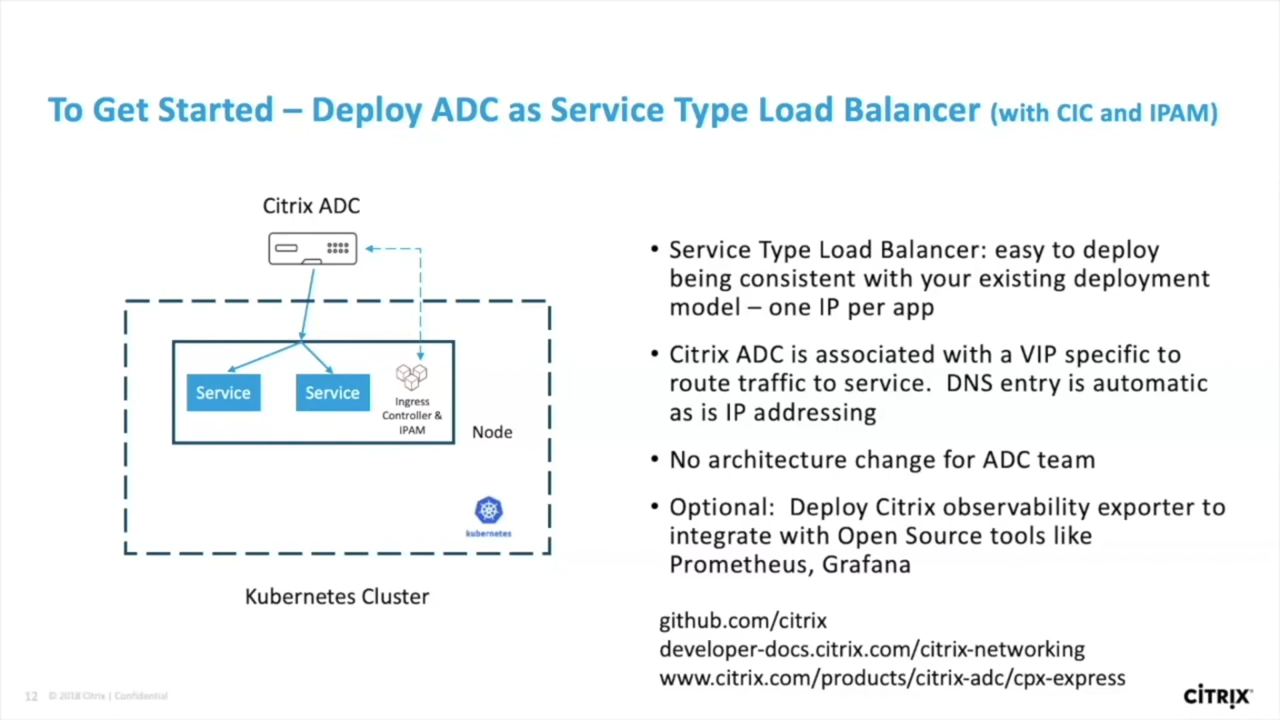 To Get Started – Deploy ADC as Service Type Load Balancer (with CIC and IPAM)
Citrix ADC
Service
Service
Ingress
Controller &
IPAM
Node
kubernetes
Kubernetes Cluster
• Service Type Load Balancer: easy to deploy
being consistent with your existing deployment
model – one IP per app
• Citrix ADC is associated with a VIP specific to
route traffic to service.  DNS entry is automatic
as is IP addressing
• No architecture change for ADC team
• Optional:  Deploy Citrix observability exporter to
integrate with Open Source tools like
Prometheus, Grafana
github.com/citrix
developer-docs.citrix.com/citrix-networking
www.citrix.com/products/citrix-adc/cpx-express
12 © 2018 Citrix | Confidential
CITRIX